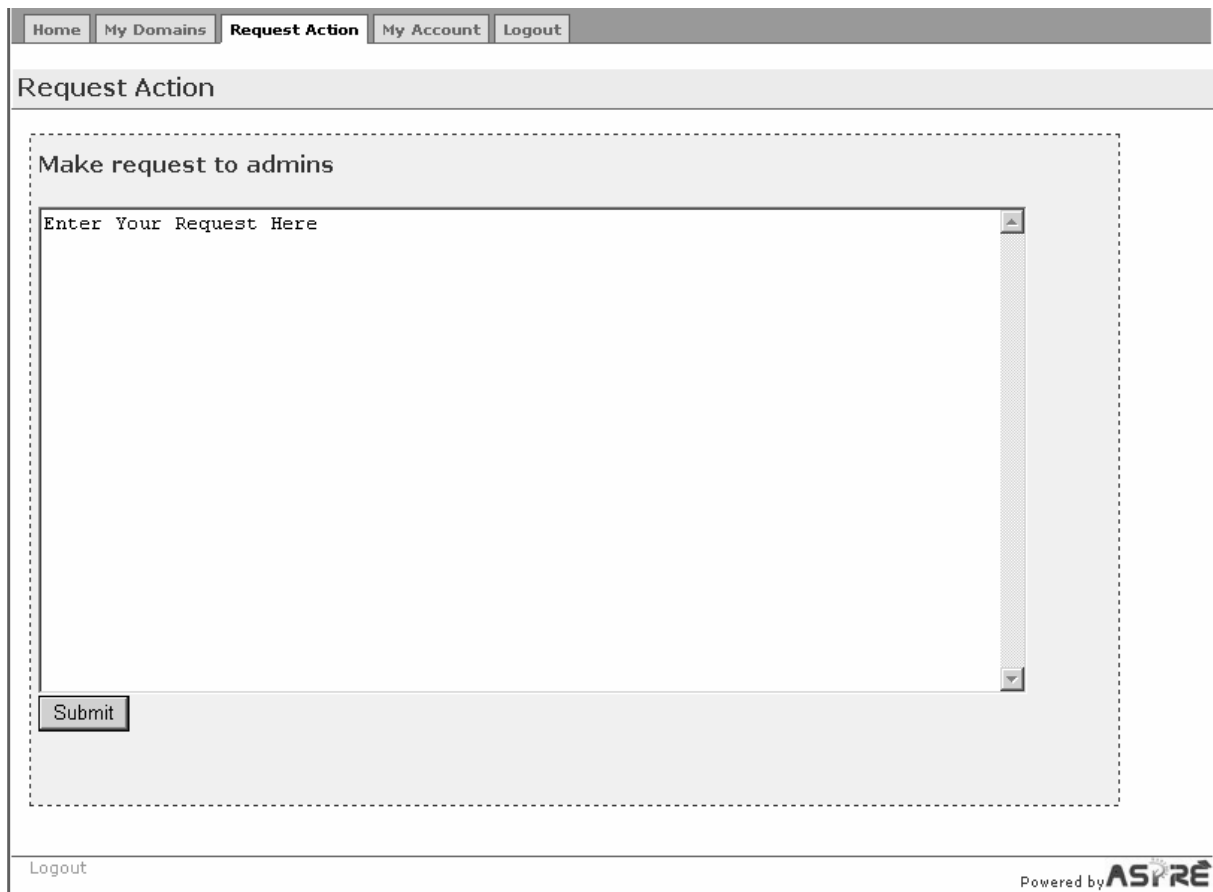 Home My Domains Request Action My Account Logout
Request Action
Make request to admins
Enter Your Request Here
Submit
Logout
Powered by ASPRE